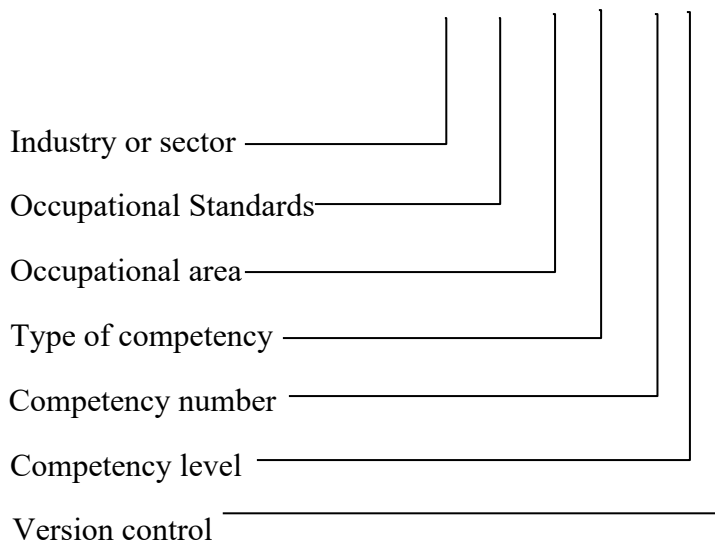 Industry or sector
Occupational Standards
Occupational area
Type of competency
Competency number
Competency level
Version control